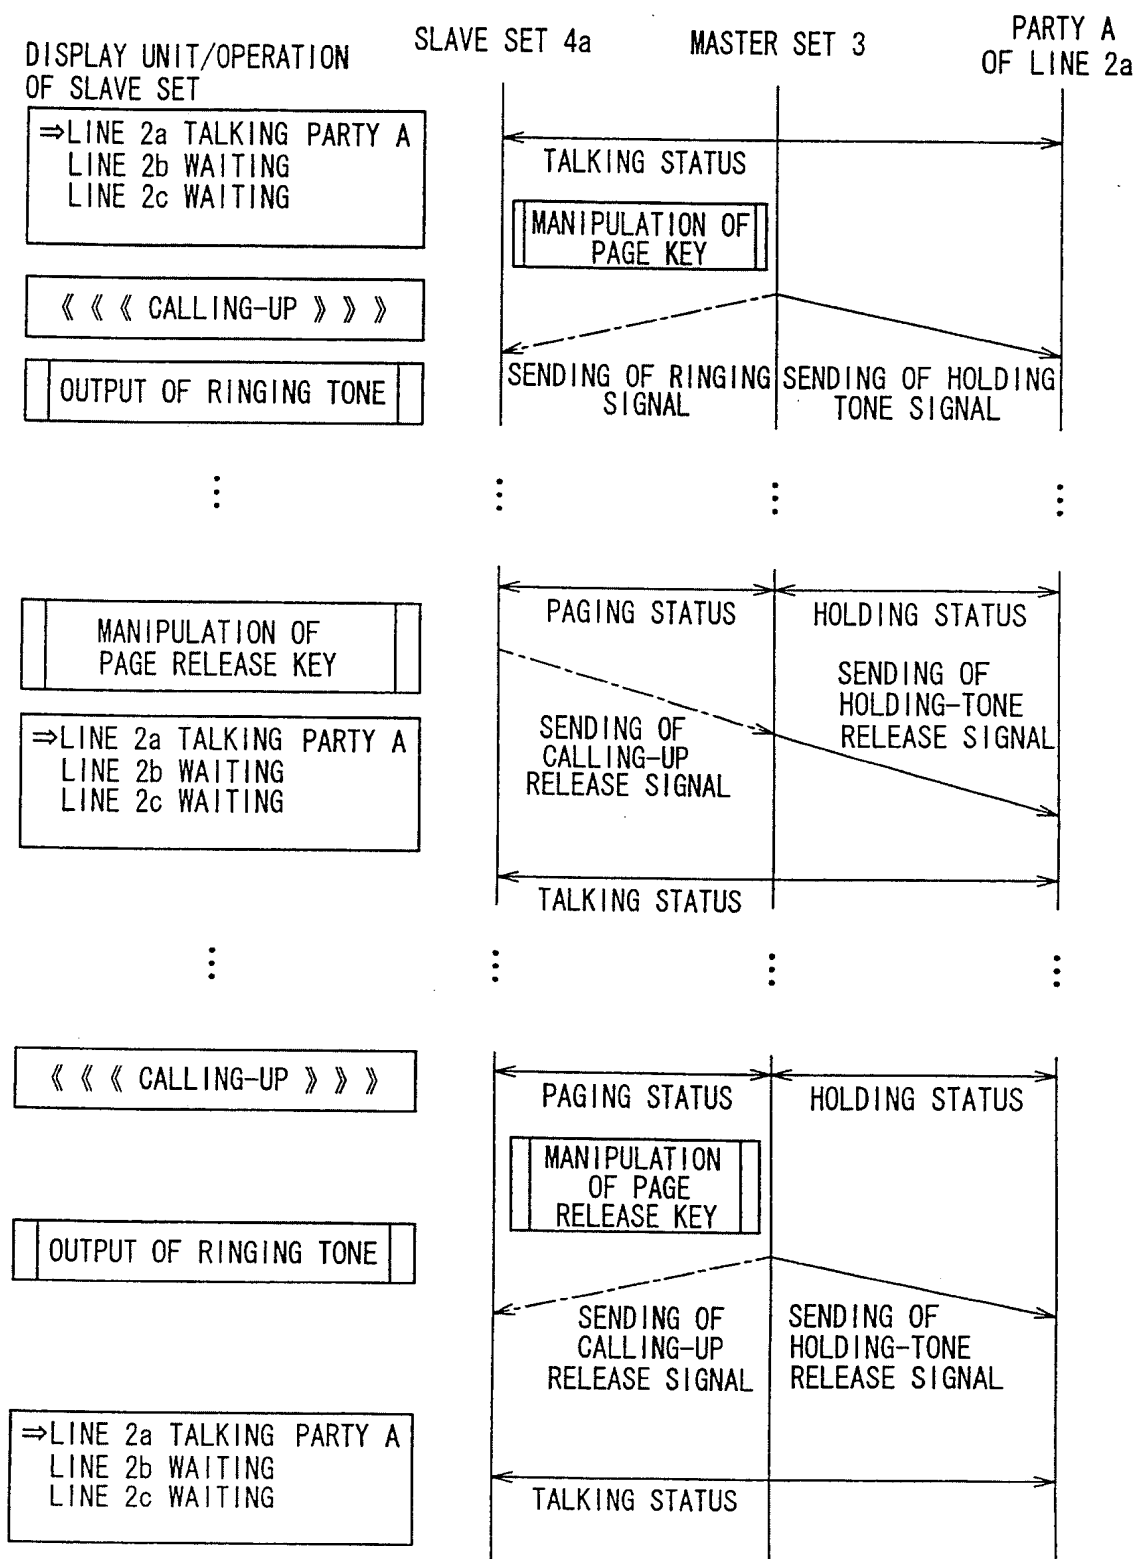 DISPLAY UNIT/OPERATION
OF SLAVE SET
SLAVE SET 4a
MASTER SET 3
PARTY A
OF LINE 2a
⇒LINE 2a TALKING PARTY A
LINE 2b WAITING
LINE 2c WAITING
TALKING STATUS
MANIPULATION OF
PAGE KEY
《 《 《 CALLING-UP 》 》 》
OUTPUT OF RINGING TONE
SENDING OF RINGING
SIGNAL
SENDING OF HOLDING
TONE SIGNAL
PAGING STATUS
HOLDING STATUS
MANIPULATION OF
PAGE RELEASE KEY
SENDING OF
HOLDING-TONE
RELEASE SIGNAL
SENDING OF
CALLING-UP
RELEASE SIGNAL
⇒LINE 2a TALKING PARTY A
LINE 2b WAITING
LINE 2c WAITING
TALKING STATUS
《 《 《 CALLING-UP 》 》 》
PAGING STATUS
HOLDING STATUS
MANIPULATION
OF PAGE
RELEASE KEY
OUTPUT OF RINGING TONE
SENDING OF
CALLING-UP
RELEASE SIGNAL
SENDING OF
HOLDING-TONE
RELEASE SIGNAL
⇒LINE 2a TALKING PARTY A
LINE 2b WAITING
LINE 2c WAITING
TALKING STATUS